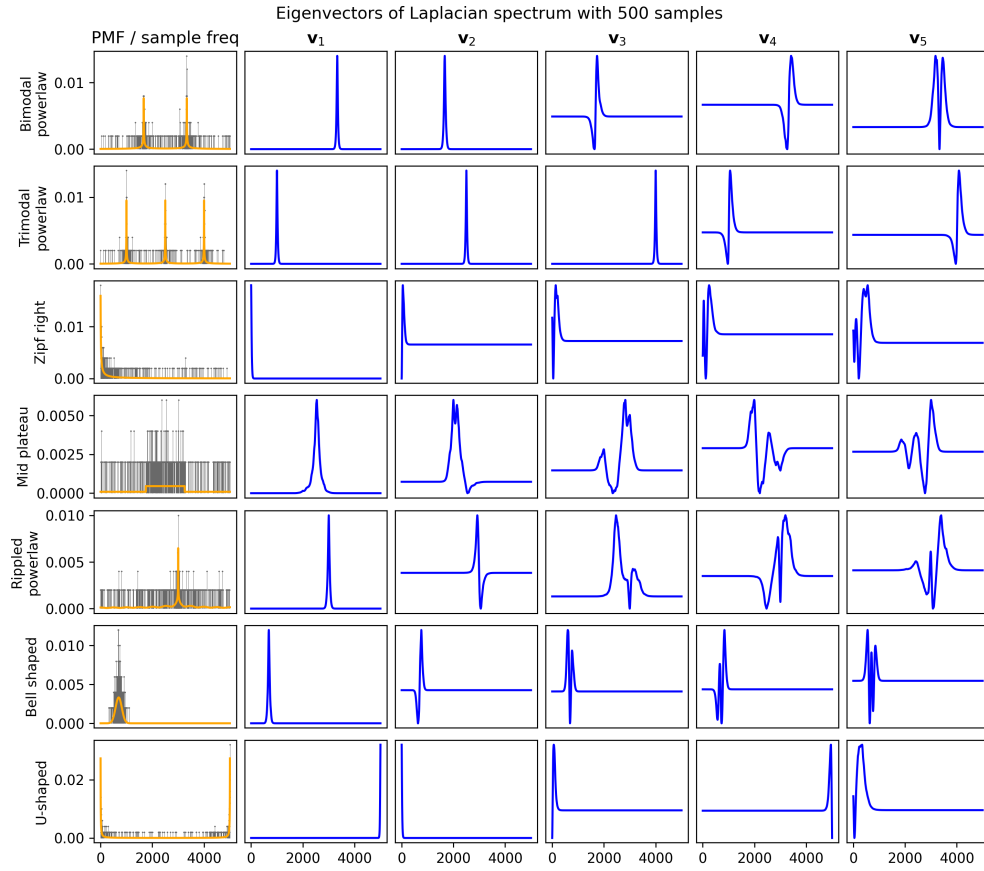 Eigenvectors of Laplacian spectrum with 500 samples
PMF / sample freq v₁ v₂ v₃ v₄ v₅
Bimodal
powerlaw
0.01
0.00
Trimodal
powerlaw
0.01
0.00
Zipf right
0.01
0.00
Mid plateau
0.0050
0.0025
0.0000
Rippled
powerlaw
0.010
0.005
0.000
Bell shaped
0.010
0.005
0.000
U-shaped
0.02
0.00
0 2000 4000 0 2000 4000 0 2000 4000 0 2000 4000 0 2000 4000 0 2000 4000